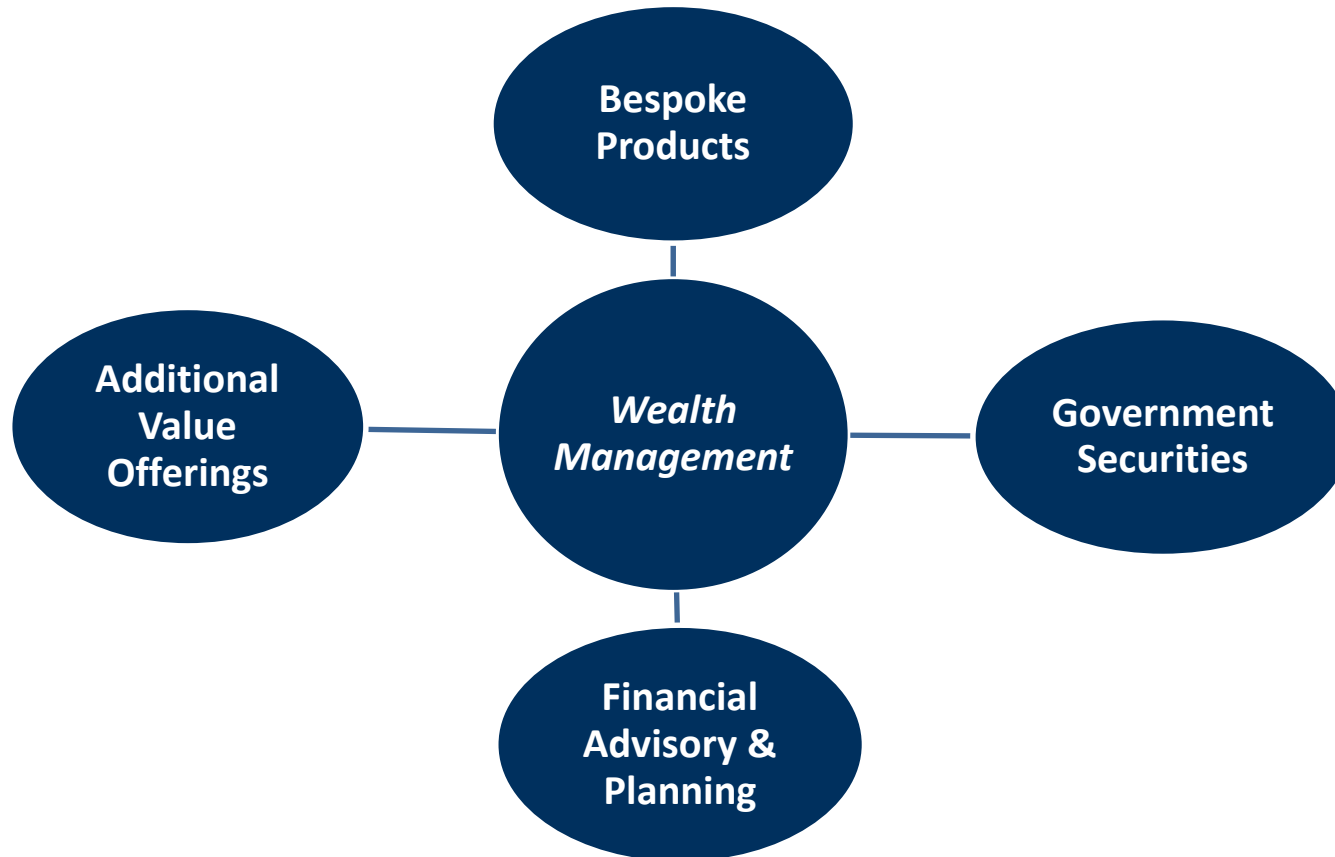 Bespoke
Products
Additional
Value
Offerings
Wealth
Management
Government
Securities
Financial
Advisory &
Planning